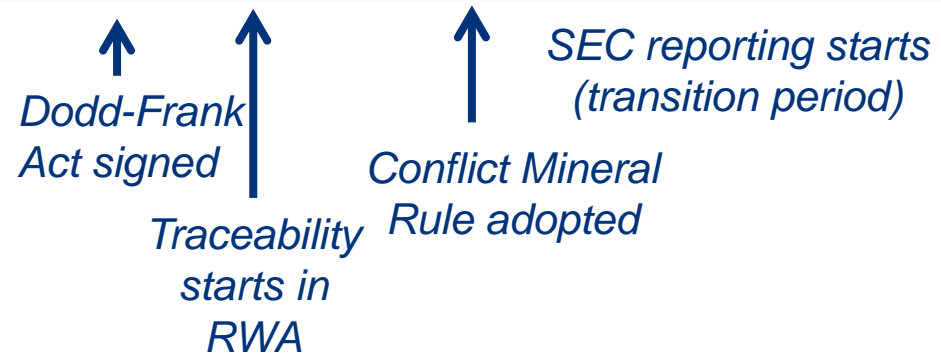 SEC reporting starts
(transition period)
Dodd-Frank
Act signed
Conflict Mineral
Rule adopted
Traceability
starts in
RWA